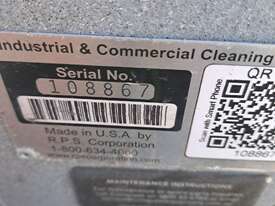 Industrial & Commercial Cleaning
QR
Serial No.
108867
Scan with Smart Phone
Made in U.S.A. by
R.P.S. Corporation
1-800-634-4060
www.rpscorporation.com
108867
MAINTENANCE INSTRUCTIONS